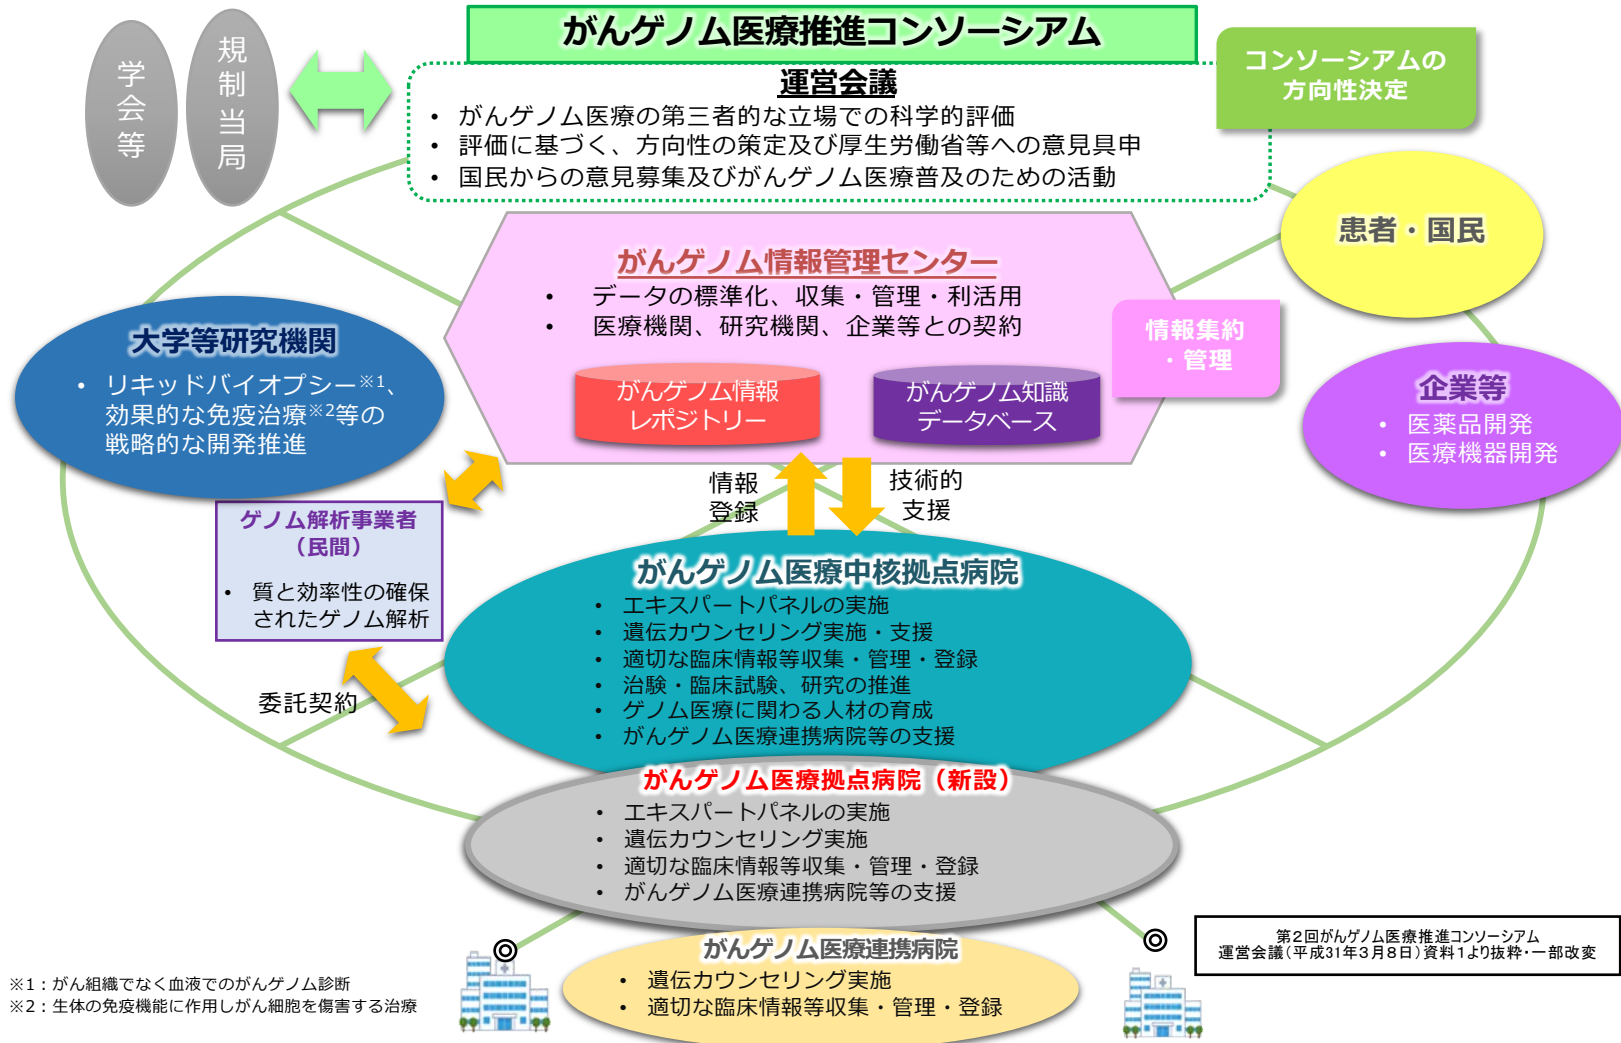 がんゲノム医療推進コンソーシアム
学会等
規制当局
運営会議
• がんゲノム医療の第三者的な立場での科学的評価
• 評価に基づく、方向性の策定及び厚生労働省等への意見具申
• 国民からの意見募集及びがんゲノム医療普及のための活動
コンソーシアムの
方向性決定
患者・国民
がんゲノム情報管理センター
• データの標準化、収集・管理・利活用
• 医療機関、研究機関、企業等との契約
情報集約
・管理
がんゲノム情報
レポジトリー
がんゲノム知識
データベース
大学等研究機関
• リキッドバイオプシー※1、
効果的な免疫治療※2等の
戦略的な開発推進
企業等
• 医薬品開発
• 医療機器開発
情報
登録
技術的
支援
ゲノム解析事業者
（民間）
• 質と効率性の確保
されたゲノム解析
委託契約
がんゲノム医療中核拠点病院
• エキスパートパネルの実施
• 遺伝カウンセリング実施・支援
• 適切な臨床情報等収集・管理・登録
• 治験・臨床試験、研究の推進
• ゲノム医療に関わる人材の育成
• がんゲノム医療連携病院等の支援
がんゲノム医療拠点病院（新設）
• エキスパートパネルの実施
• 遺伝カウンセリング実施
• 適切な臨床情報等収集・管理・登録
• がんゲノム医療連携病院等の支援
がんゲノム医療連携病院
• 遺伝カウンセリング実施
• 適切な臨床情報等収集・管理・登録
第2回がんゲノム医療推進コンソーシアム
運営会議（平成31年3月8日）資料1より抜粋・一部改変
※1：がん組織でなく血液でのがんゲノム診断
※2：生体の免疫機能に作用しがん細胞を傷害する治療